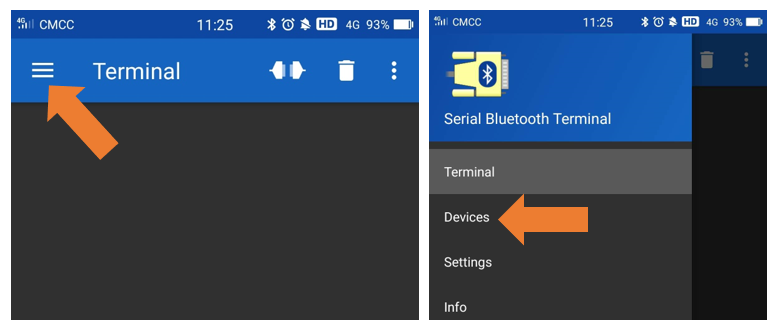 4G CMCC 11:25 HD 4G 93%
Terminal
4G CMCC 11:25 HD 4G 93%
Serial Bluetooth Terminal
Terminal
Devices
Settings
Info